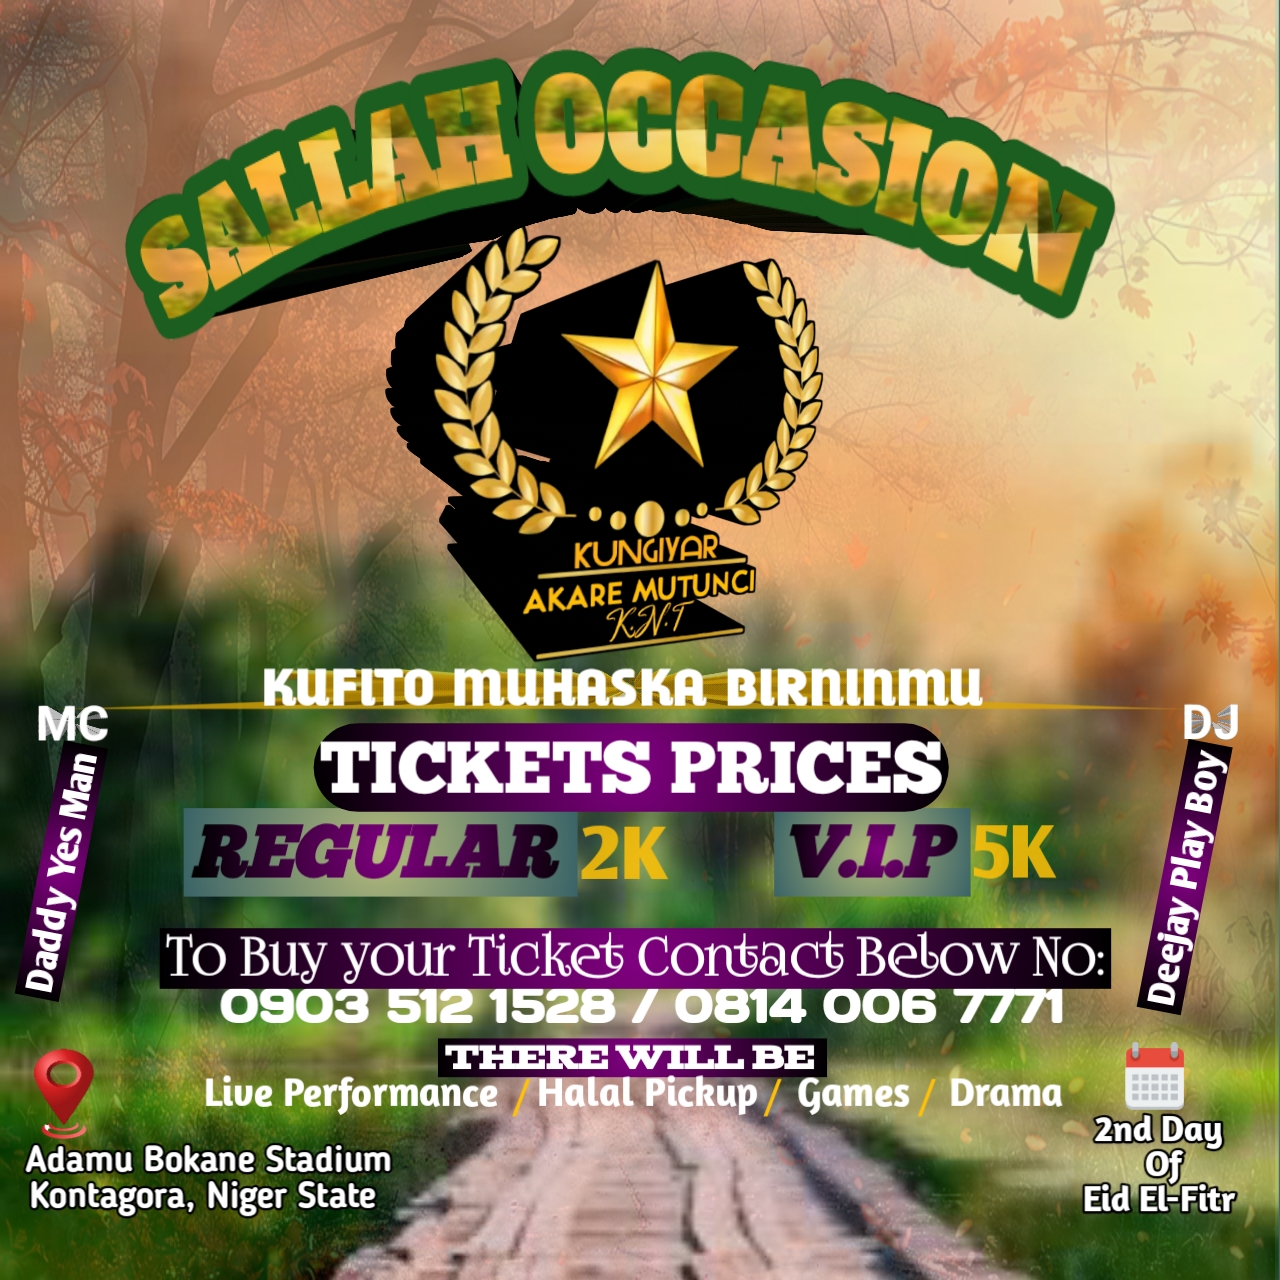 SALLAH OCCASION
KUNGIYAR
AKARE MUTUNCI
K.N.T
KUFITO MUHASKA BIRNINMU
MC
Daddy Yes Man
DJ
Deejay Play Boy
TICKETS PRICES
REGULAR 2K
V.I.P 5K
To Buy your Ticket Contact Below No:
0903 512 1528 / 0814 006 7771
THERE WILL BE
Live Performance / Halal Pickup / Games / Drama
Adamu Bokane Stadium
Kontagora, Niger State
2nd Day
Of
Eid El-Fitr